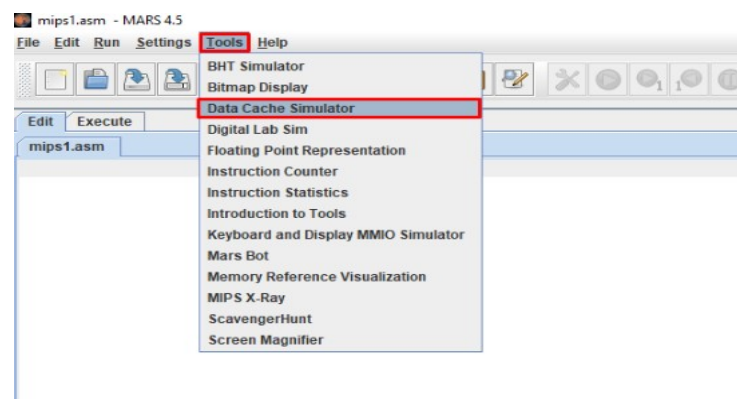 mips1.asm - MARS 4.5
File Edit Run Settings Tools Help
BHT Simulator
Bitmap Display
Data Cache Simulator
Edit Execute
Digital Lab Sim
mips1.asm
Floating Point Representation
Instruction Counter
Instruction Statistics
Introduction to Tools
Keyboard and Display MMIO Simulator
Mars Bot
Memory Reference Visualization
MIPS X-Ray
ScavengerHunt
Screen Magnifier